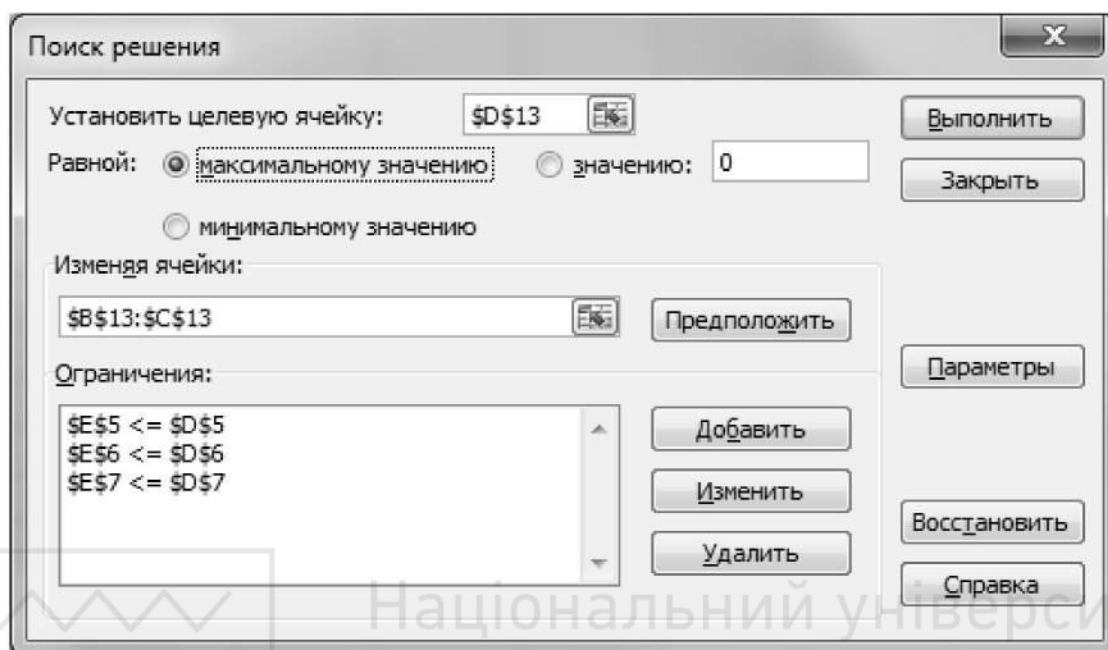 Поиск решения
Установить целевую ячейку: $D$13
Равной: максимальному значению значению: 0
минимальному значению
Изменяя ячейки:
$B$13:$C$13
Предположить
Ограничения:
$E$5 <= $D$5
$E$6 <= $D$6
$E$7 <= $D$7
Добавить
Изменить
Удалить
Выполнить
Закрыть
Параметры
Восстановить
Справка
Національний універси